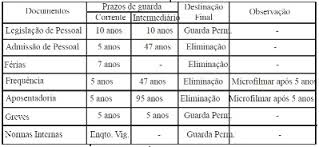 Documentos Prazos de guarda Destinação Final Observação
Corrente Intermediário
Legislação de Pessoal 10 anos 10 anos Guarda Perm. -
Admissão de Pessoal 5 anos 47 anos Eliminação -
Férias 7 anos - Eliminação -
Frequência 5 anos 47 anos Eliminação Microfilmar após 5 anos
Aposentadoria 5 anos 95 anos Eliminação Microfilmar após 5 anos
Greves 5 anos 5 anos Guarda Perm. -
Normas Internas Enqto. Vig. - Guarda Perm. -